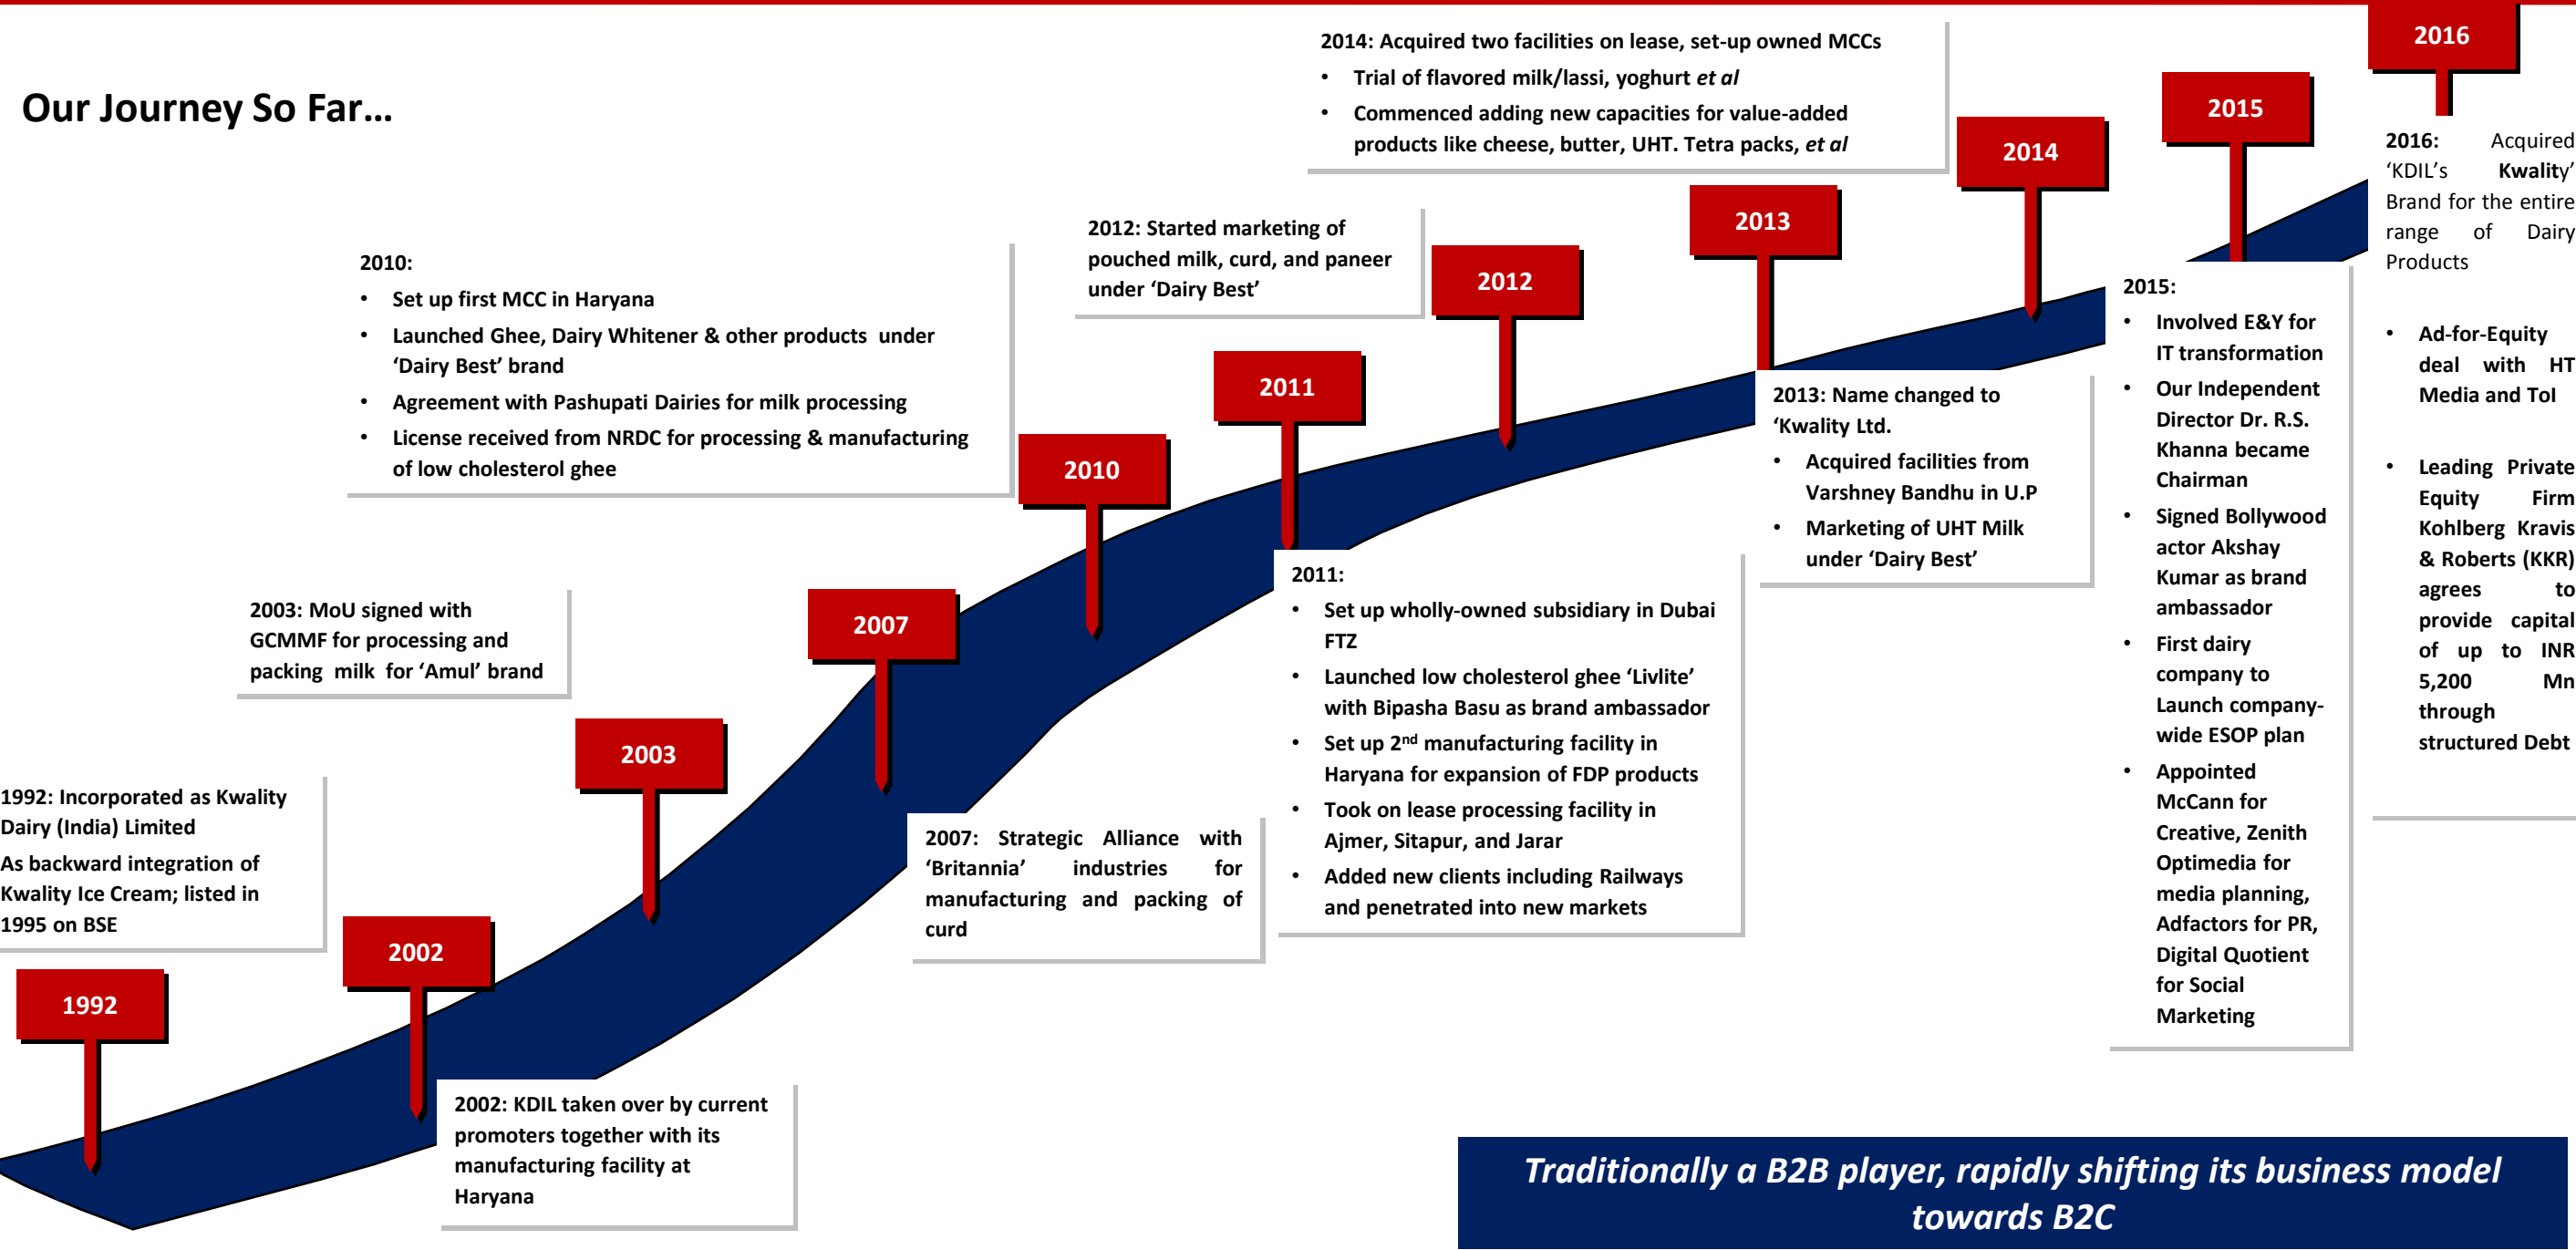 Our Journey So Far...
1992: Incorporated as Kwality
Dairy (India) Limited
As backward integration of
Kwality Ice Cream; listed in
1995 on BSE
1992
2002
2002: KDIL taken over by current
promoters together with its
manufacturing facility at
Haryana
2003: MoU signed with
GCMMF for processing and
packing milk for ‘Amul’ brand
2003
2007
2007: Strategic Alliance with
‘Britannia’ industries for
manufacturing and packing of
curd
2010:
• Set up first MCC in Haryana
• Launched Ghee, Dairy Whitener & other products under
‘Dairy Best’ brand
• Agreement with Pashupati Dairies for milk processing
• License received from NRDC for processing & manufacturing
of low cholesterol ghee
2010
2011
2011:
• Set up wholly-owned subsidiary in Dubai
FTZ
• Launched low cholesterol ghee ‘Livlite’
with Bipasha Basu as brand ambassador
• Set up 2nd manufacturing facility in
Haryana for expansion of FDP products
• Took on lease processing facility in
Ajmer, Sitapur, and Jarar
• Added new clients including Railways
and penetrated into new markets
2012: Started marketing of
pouched milk, curd, and paneer
under ‘Dairy Best’
2012
2013
2013: Name changed to
‘Kwality Ltd.
• Acquired facilities from
Varshney Bandhu in U.P
• Marketing of UHT Milk
under ‘Dairy Best’
2014: Acquired two facilities on lease, set-up owned MCCs
• Trial of flavored milk/lassi, yoghurt et al
• Commenced adding new capacities for value-added
products like cheese, butter, UHT. Tetra packs, et al
2014
2015
2015:
• Involved E&Y for
IT transformation
• Our Independent
Director Dr. R.S.
Khanna became
Chairman
• Signed Bollywood
actor Akshay
Kumar as brand
ambassador
• First dairy
company to
Launch company-
wide ESOP plan
• Appointed
McCann for
Creative, Zenith
Optimedia for
media planning,
Adfactors for PR,
Digital Quotient
for Social
Marketing
2016
2016: Acquired
‘KDIL’s Kwality’
Brand for the entire
range of Dairy
Products
• Ad-for-Equity
deal with HT
Media and ToI
• Leading Private
Equity Firm
Kohlberg Kravis
& Roberts (KKR)
agrees to
provide capital
of up to INR
5,200 Mn
through
structured Debt
Traditionally a B2B player, rapidly shifting its business model
towards B2C